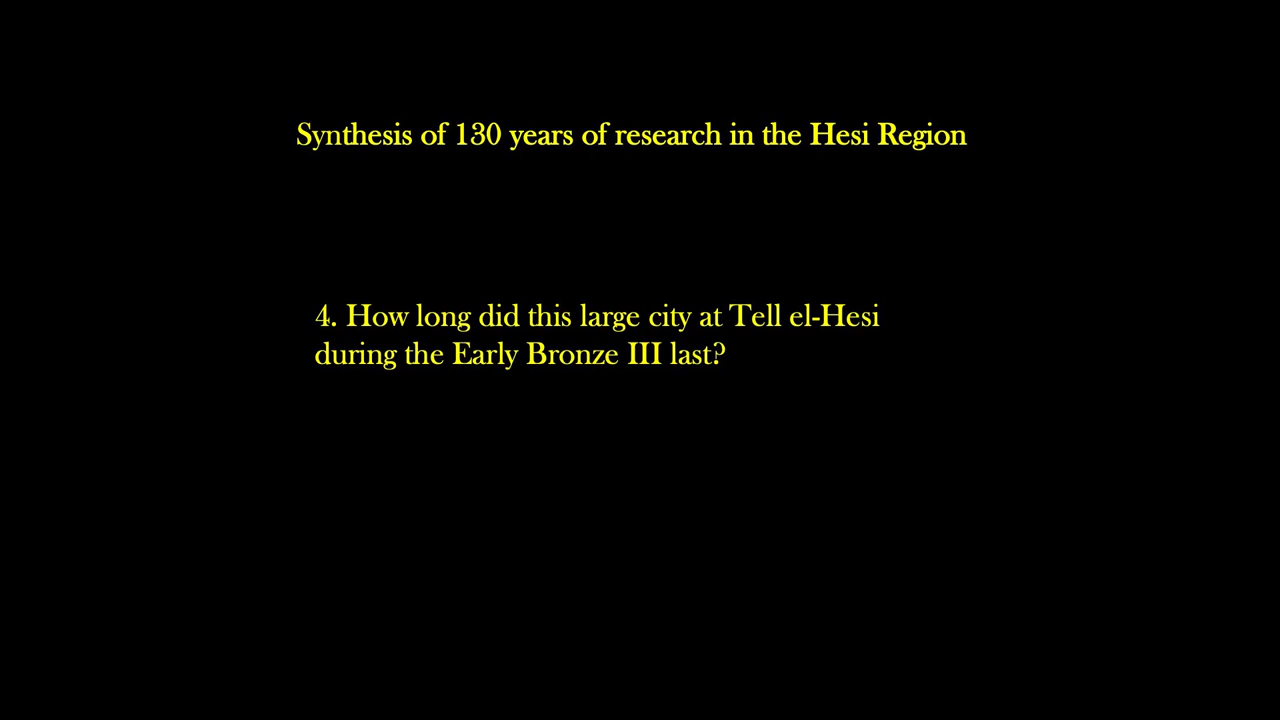 Synthesis of 130 years of research in the Hesi Region
4. How long did this large city at Tell el-Hesi
during the Early Bronze III last?